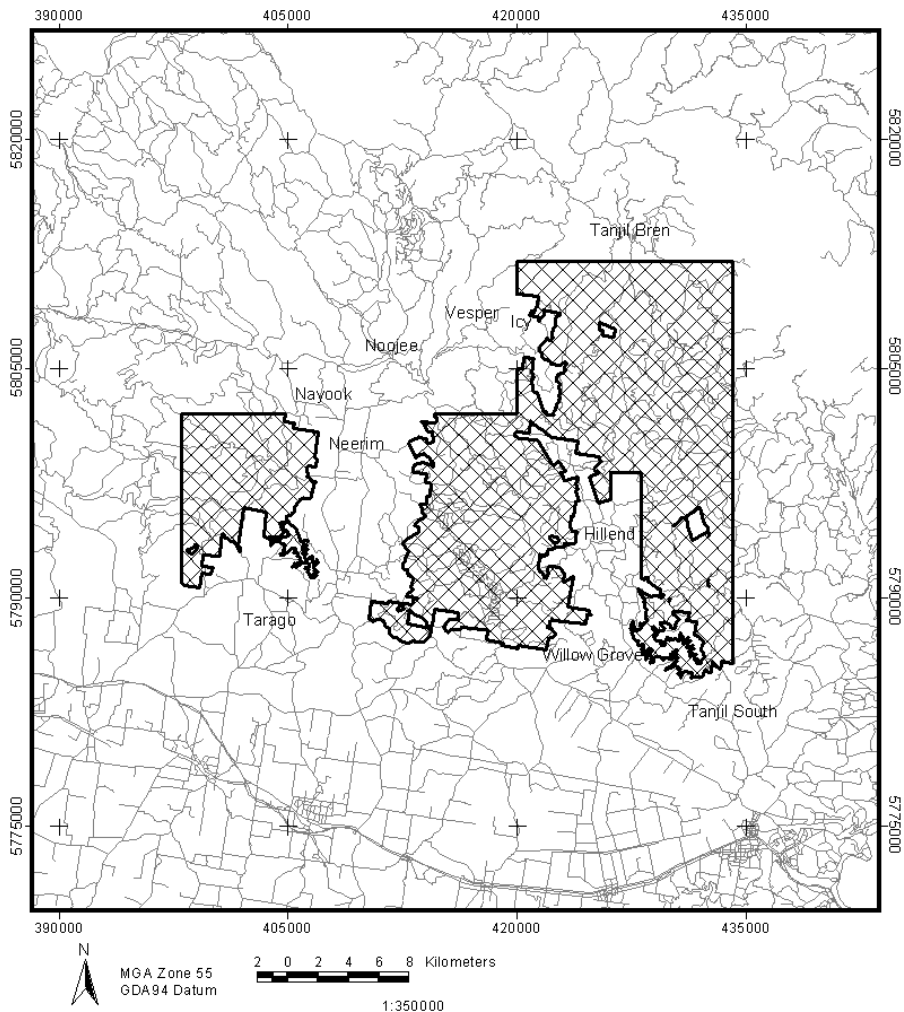 390000 405000 420000 435000
5820000 5820000
Tanjil Bren
Vesper
Icy
Noojee
5805000 5805000
Nayook
Neerim
Hillend
5790000 5790000
Tarago
Willow Grove
Tanjil South
5775000 5775000
390000 405000 420000 435000
N
MGA Zone 55
GDA94 Datum
2 0 2 4 6 8 Kilometers
1:350000